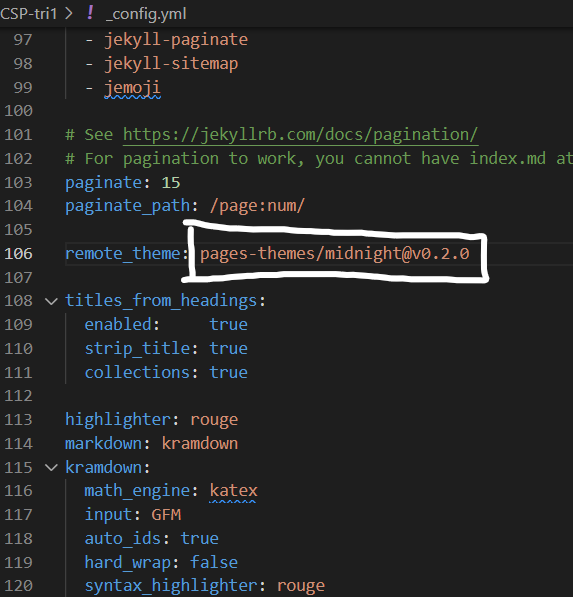 CSP-tri1 > ! _config.yml
97 - jekyll-paginate
98 - jekyll-sitemap
99 - jemoji
100
101 # See https://jekyllrb.com/docs/pagination/
102 # For pagination to work, you cannot have index.md at
103 paginate: 15
104 paginate_path: /page:num/
105
106 remote_theme: pages-themes/midnight@v0.2.0
107
108 titles_from_headings:
109 enabled:     true
110 strip_title: true
111 collections: true
112
113 highlighter: rouge
114 markdown: kramdown
115 kramdown:
116 math_engine: katex
117 input: GFM
118 auto_ids: true
119 hard_wrap: false
120 syntax_highlighter: rouge